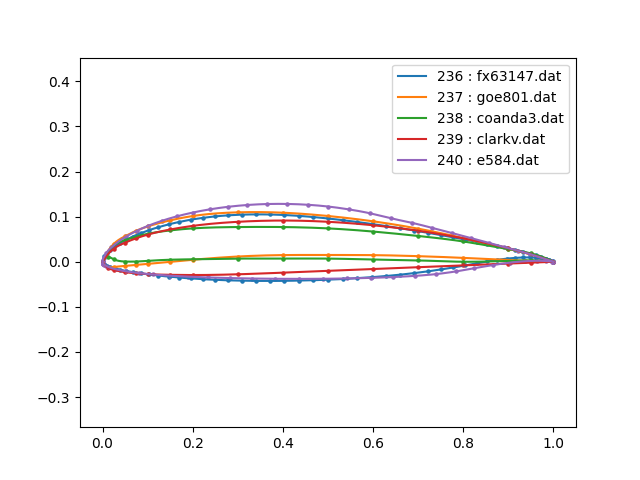 236 : fx63147.dat
237 : goe801.dat
238 : coanda3.dat
239 : clarkv.dat
240 : e584.dat
0.4
0.3
0.2
0.1
0.0
−0.1
−0.2
−0.3
0.0 0.2 0.4 0.6 0.8 1.0